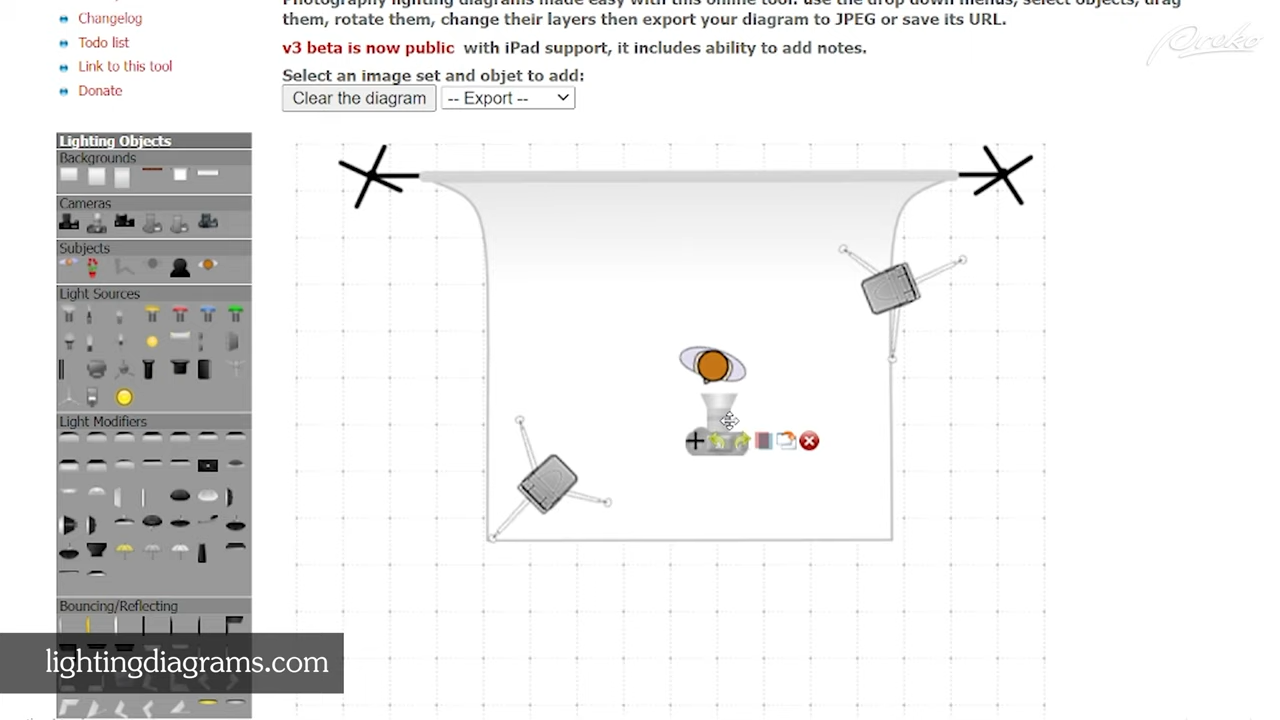 Changelog
Todo list
Link to this tool
Donate
Photography lighting diagrams made easy with this online tool. use the drop down menus, select objects, drag
them, rotate them, change their layers then export your diagram to JPEG or save its URL.
v3 beta is now public with iPad support, it includes ability to add notes.
Select an image set and objet to add:
Clear the diagram
-- Export --
Proko
Lighting Objects
Backgrounds
Cameras
Subjects
Light Sources
Light Modifiers
Bouncing/Reflecting
lightingdiagrams.com